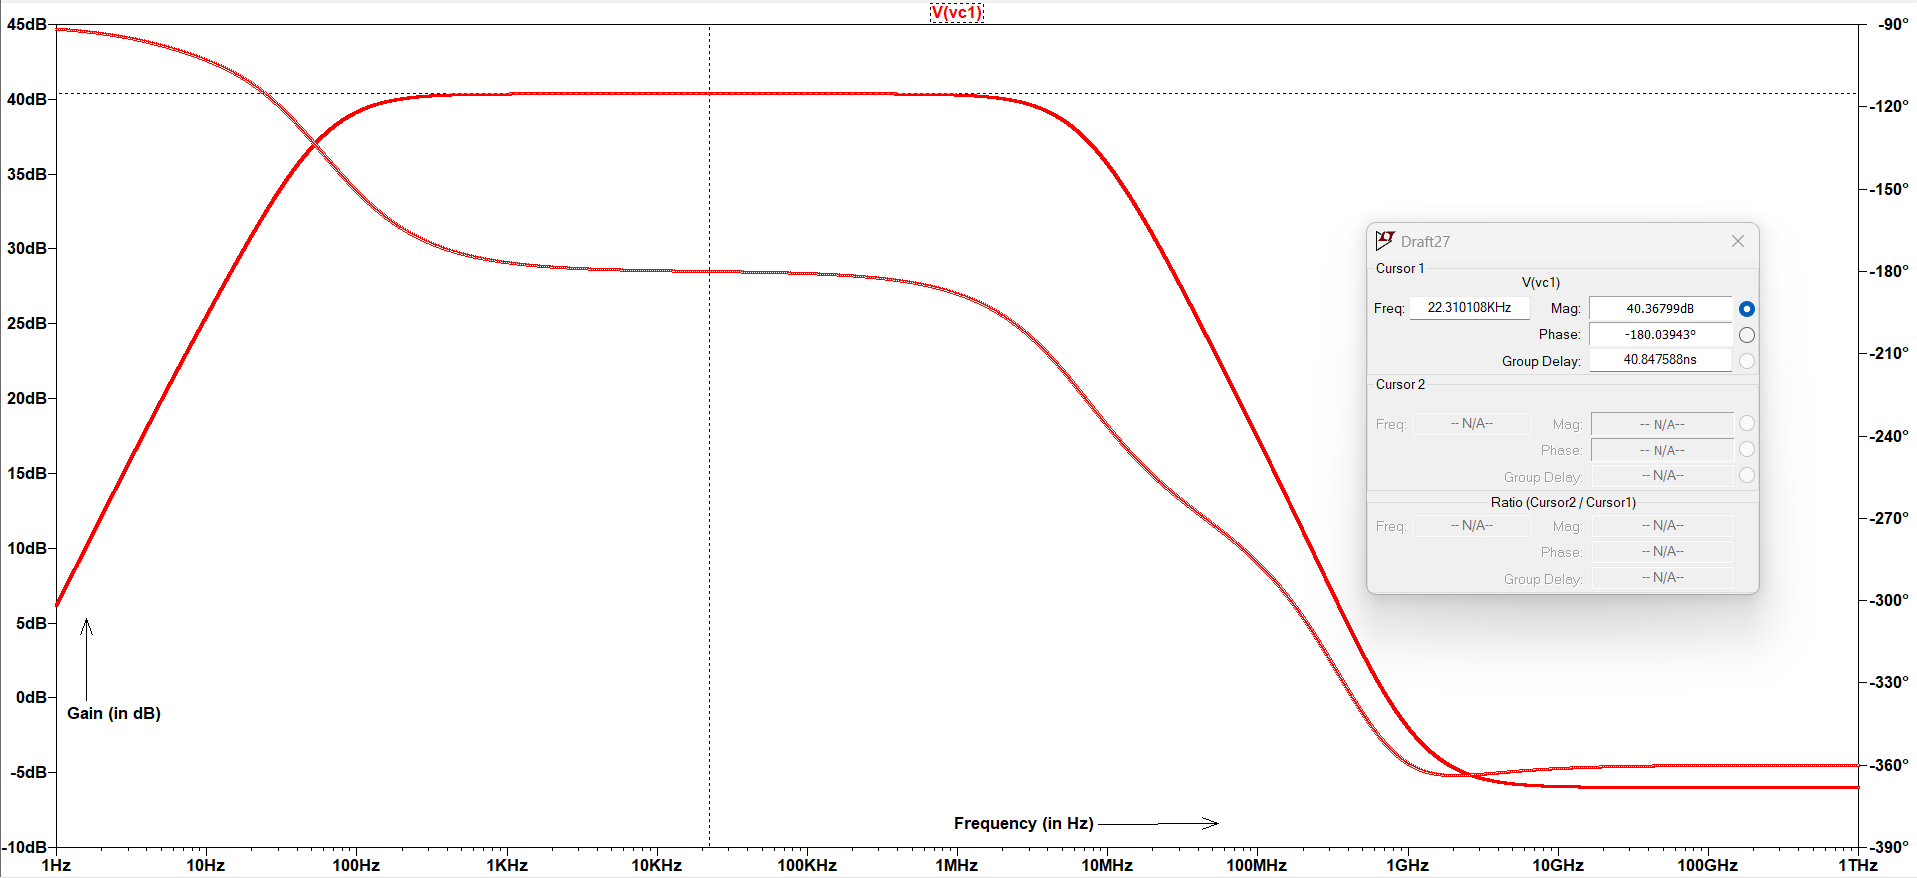 V(vc1)
45dB
40dB
35dB
30dB
25dB
20dB
15dB
10dB
5dB
0dB
-5dB
-10dB
-90°
-120°
-150°
-180°
-210°
-240°
-270°
-300°
-330°
-360°
-390°
Gain (in dB)
Frequency (in Hz)
1Hz 10Hz 100Hz 1KHz 10KHz 100KHz 1MHz 10MHz 100MHz 1GHz 10GHz 100GHz 1THz
Draft27
Cursor 1
V(vc1)
Freq: 22.310108KHz Mag: 40.36799dB
Phase: -180.03943°
Group Delay: 40.847588ns
Cursor 2
Freq: -- N/A-- Mag: -- N/A--
Phase: -- N/A--
Group Delay: -- N/A--
Ratio (Cursor2 / Cursor1)
Freq: -- N/A-- Mag: -- N/A--
Phase: -- N/A--
Group Delay: -- N/A--